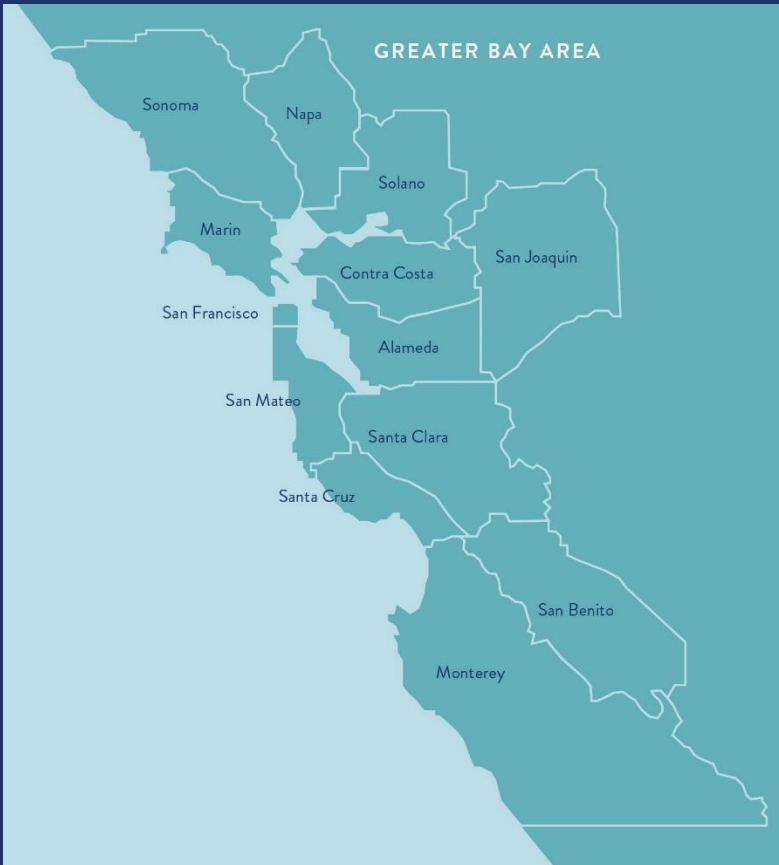 GREATER BAY AREA
Sonoma
Napa
Solano
Marin
San Joaquin
Contra Costa
San Francisco
Alameda
San Mateo
Santa Clara
Santa Cruz
San Benito
Monterey